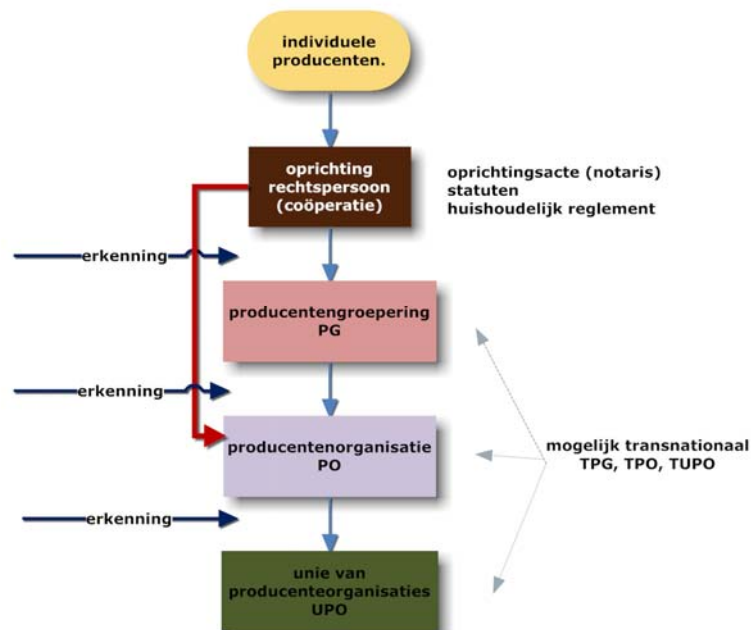 individuele
producenten.
oprichting
rechtspersoon
(coöperatie)
oprichtingsacte (notaris)
statuten
huishoudelijk reglement
erkenning
producentengroepering
PG
erkenning
producentenorganisatie
PO
mogelijk transnationaal
TPG, TPO, TUPO
erkenning
unie van
producenteorganisaties
UPO